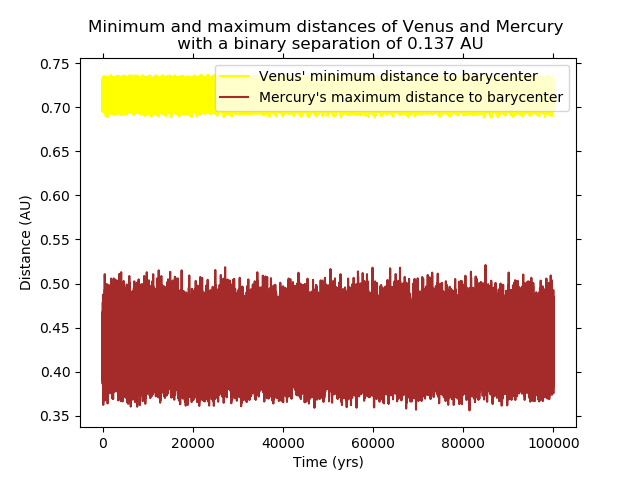 Minimum and maximum distances of Venus and Mercury
with a binary separation of 0.137 AU
Venus' minimum distance to barycenter
Mercury's maximum distance to barycenter
Distance (AU)
0.75
0.70
0.65
0.60
0.55
0.50
0.45
0.40
0.35
0 20000 40000 60000 80000 100000
Time (yrs)